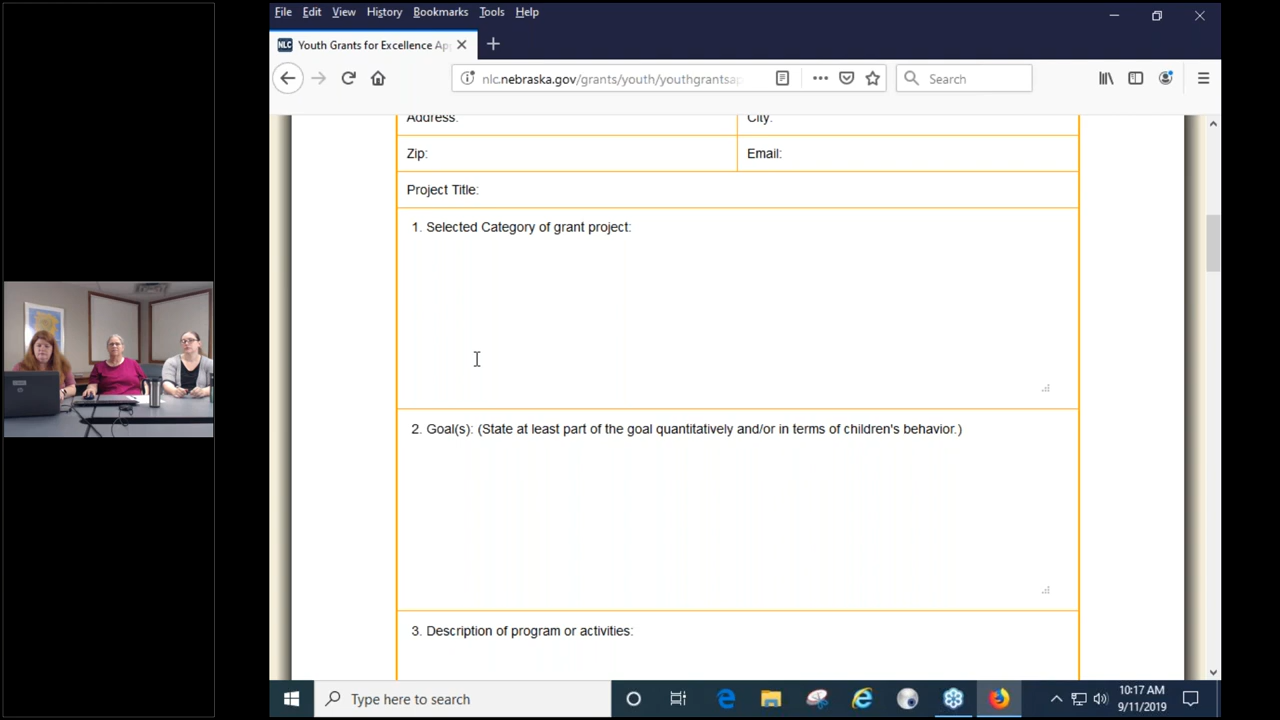 File Edit View History Bookmarks Tools Help
NLC Youth Grants for Excellence Ap
nlc.nebraska.gov/grants/youth/youthgrantsa
Search
Address: City:
Zip: Email:
Project Title:
1. Selected Category of grant project:
2. Goal(s): (State at least part of the goal quantitatively and/or in terms of children's behavior.)
3. Description of program or activities:
Type here to search
10:17 AM
9/11/2019